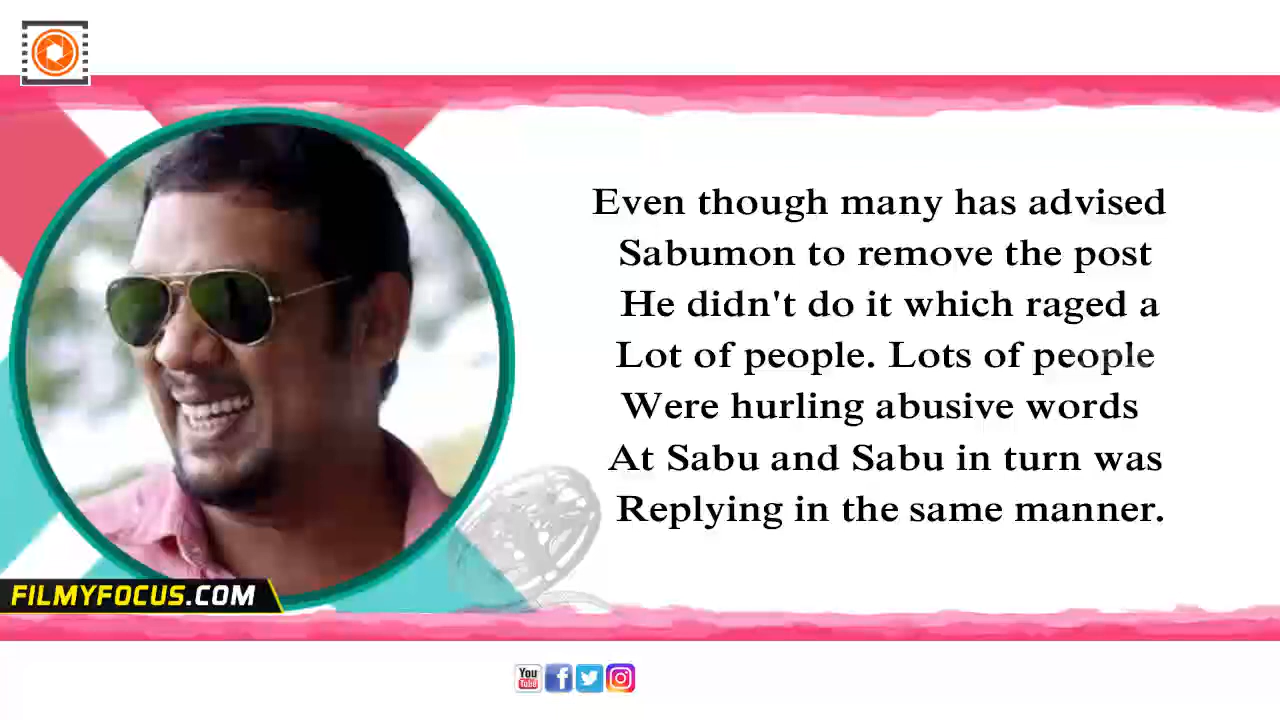 Even though many has advised
Sabumon to remove the post
He didn't do it which raged a
Lot of people. Lots of people
Were hurling abusive words
At Sabu and Sabu in turn was
Replying in the same manner.
FILMYFOCUS.COM
You
Tube